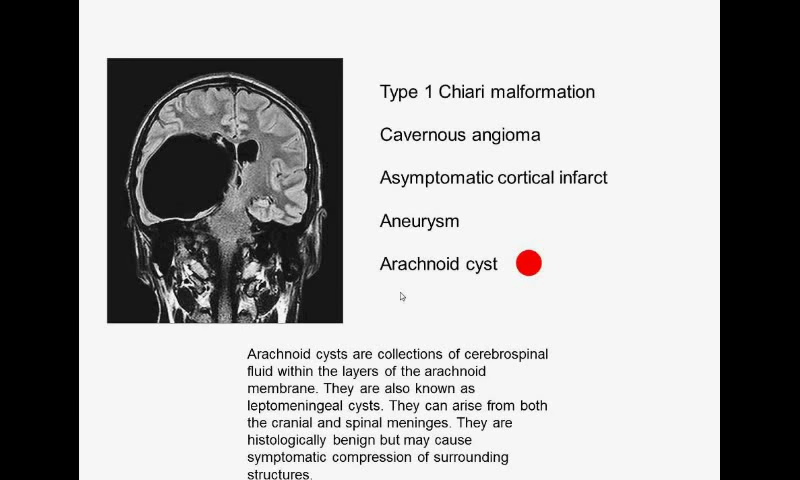 Type 1 Chiari malformation
Cavernous angioma
Asymptomatic cortical infarct
Aneurysm
Arachnoid cyst
Arachnoid cysts are collections of cerebrospinal
fluid within the layers of the arachnoid
membrane. They are also known as
leptomeningeal cysts. They can arise from both
the cranial and spinal meninges. They are
histologically benign but may cause
symptomatic compression of surrounding
structures.